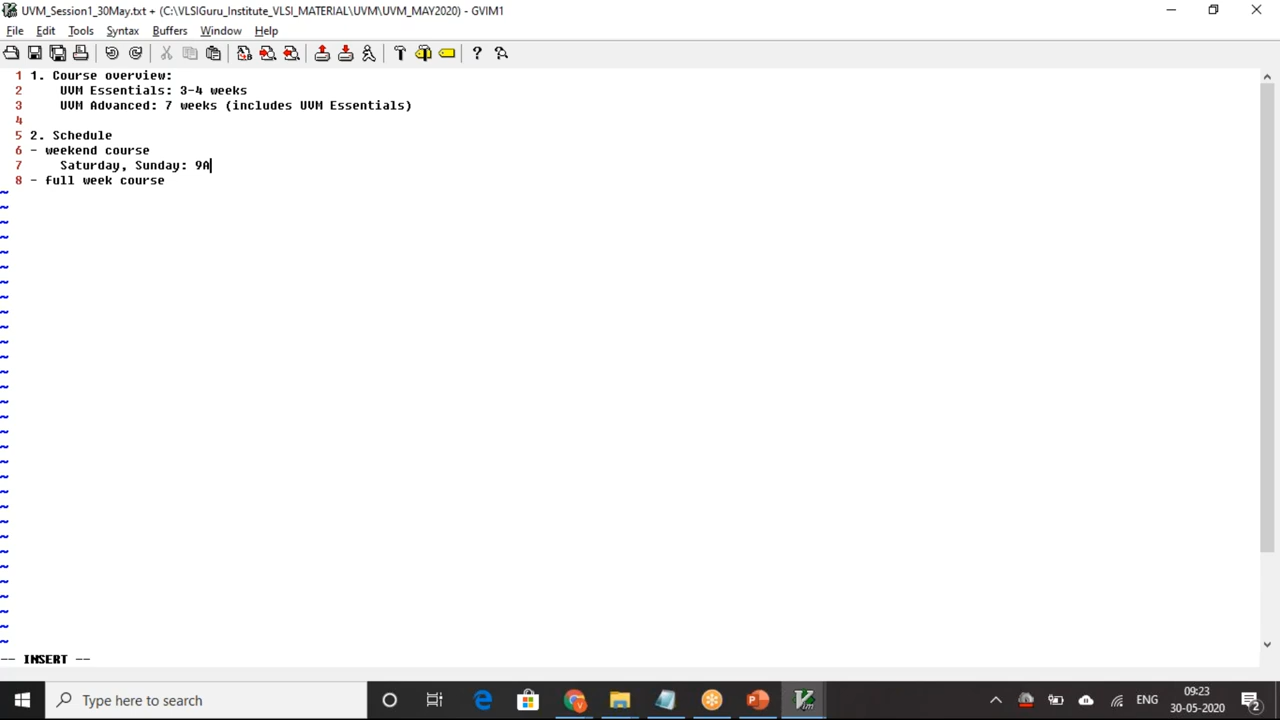 UVM_Session1_30May.txt + (C:\VLSIGuru_Institute_VLSI_MATERIAL\UVM\UVM_MAY2020) - GVIM1
File Edit Tools Syntax Buffers Window Help
1 1. Course overview:
2 UVM Essentials: 3-4 weeks
3 UVM Advanced: 7 weeks (includes UVM Essentials)
4
5 2. Schedule
6 - weekend course
7 Saturday, Sunday: 9A
8 - full week course
-- INSERT --
Type here to search
ENG
09:23
30-05-2020
2